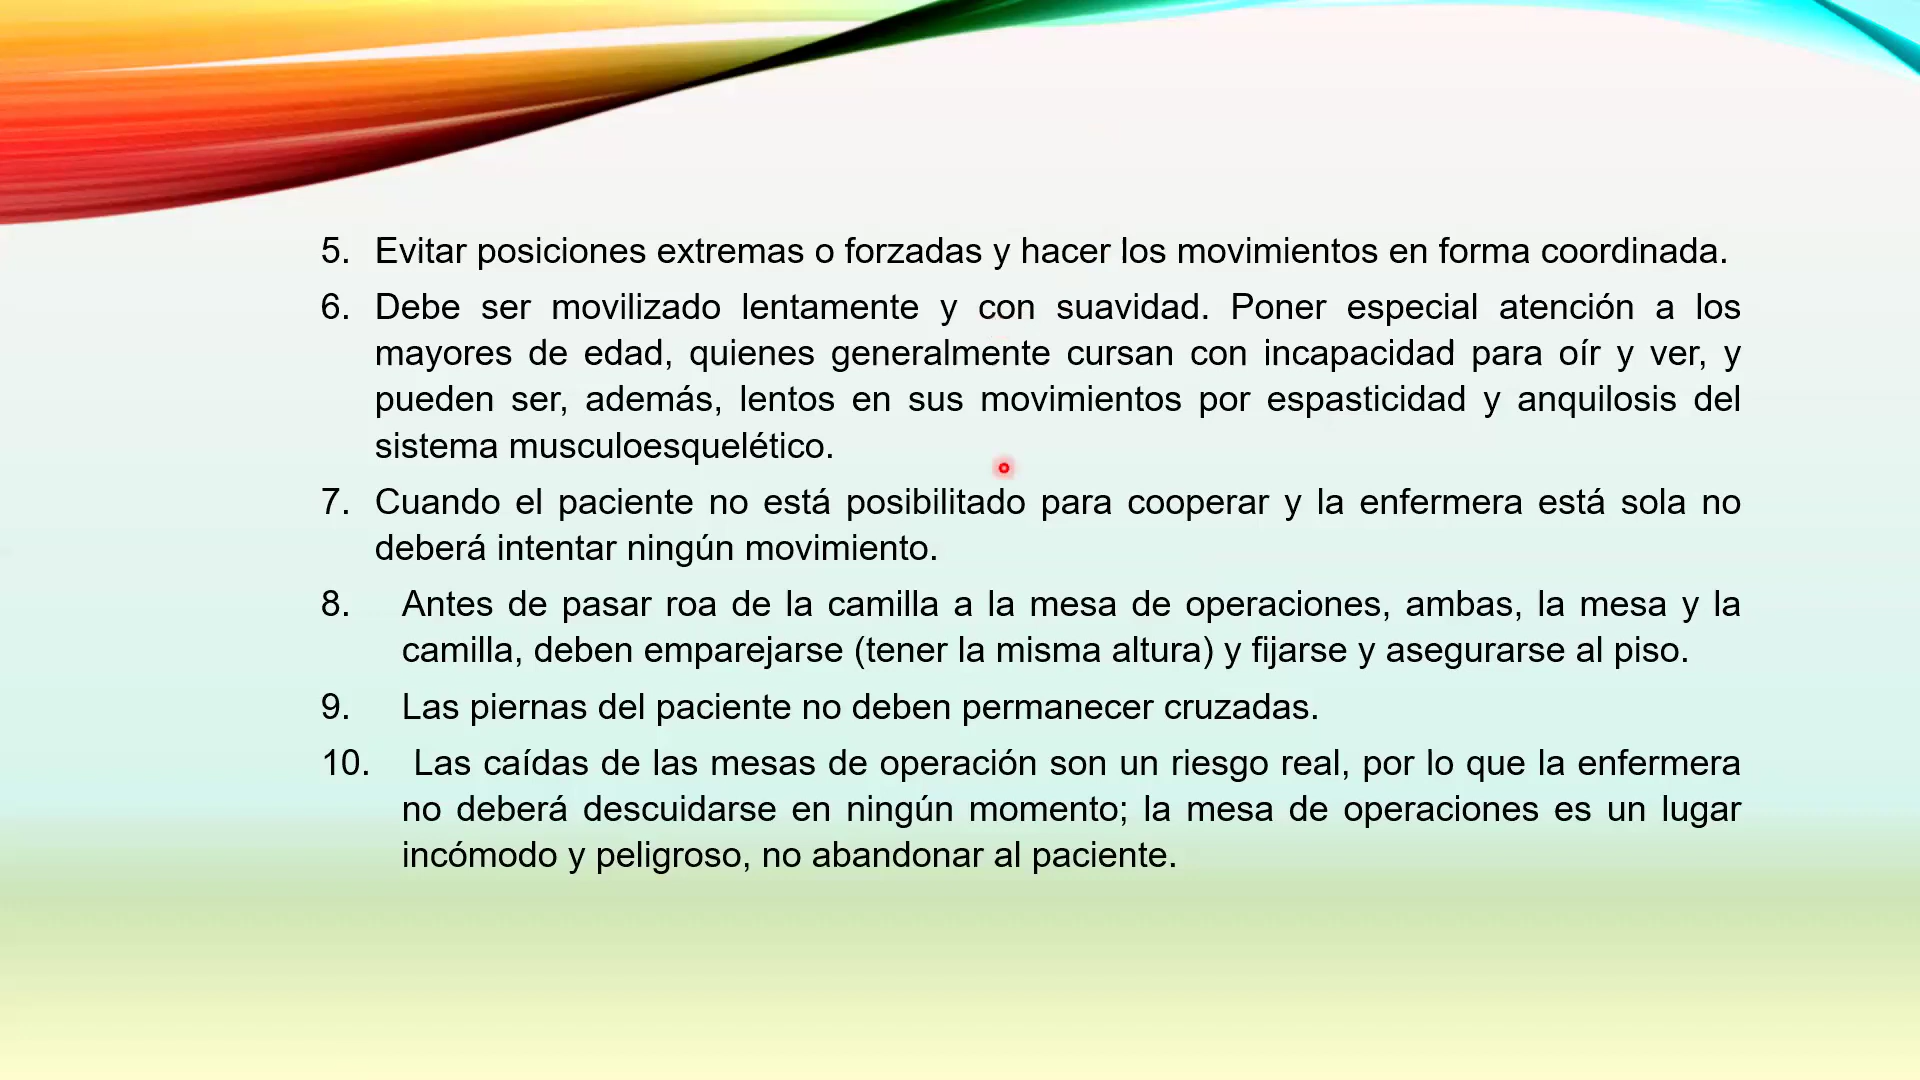 5. Evitar posiciones extremas o forzadas y hacer los movimientos en forma coordinada.
6. Debe ser movilizado lentamente y con suavidad. Poner especial atención a los
mayores de edad, quienes generalmente cursan con incapacidad para oír y ver, y
pueden ser, además, lentos en sus movimientos por espasticidad y anquilosis del
sistema musculoesquelético.
7. Cuando el paciente no está posibilitado para cooperar y la enfermera está sola no
deberá intentar ningún movimiento.
8. Antes de pasar roa de la camilla a la mesa de operaciones, ambas, la mesa y la
camilla, deben emparejarse (tener la misma altura) y fijarse y asegurarse al piso.
9. Las piernas del paciente no deben permanecer cruzadas.
10. Las caídas de las mesas de operación son un riesgo real, por lo que la enfermera
no deberá descuidarse en ningún momento; la mesa de operaciones es un lugar
incómodo y peligroso, no abandonar al paciente.